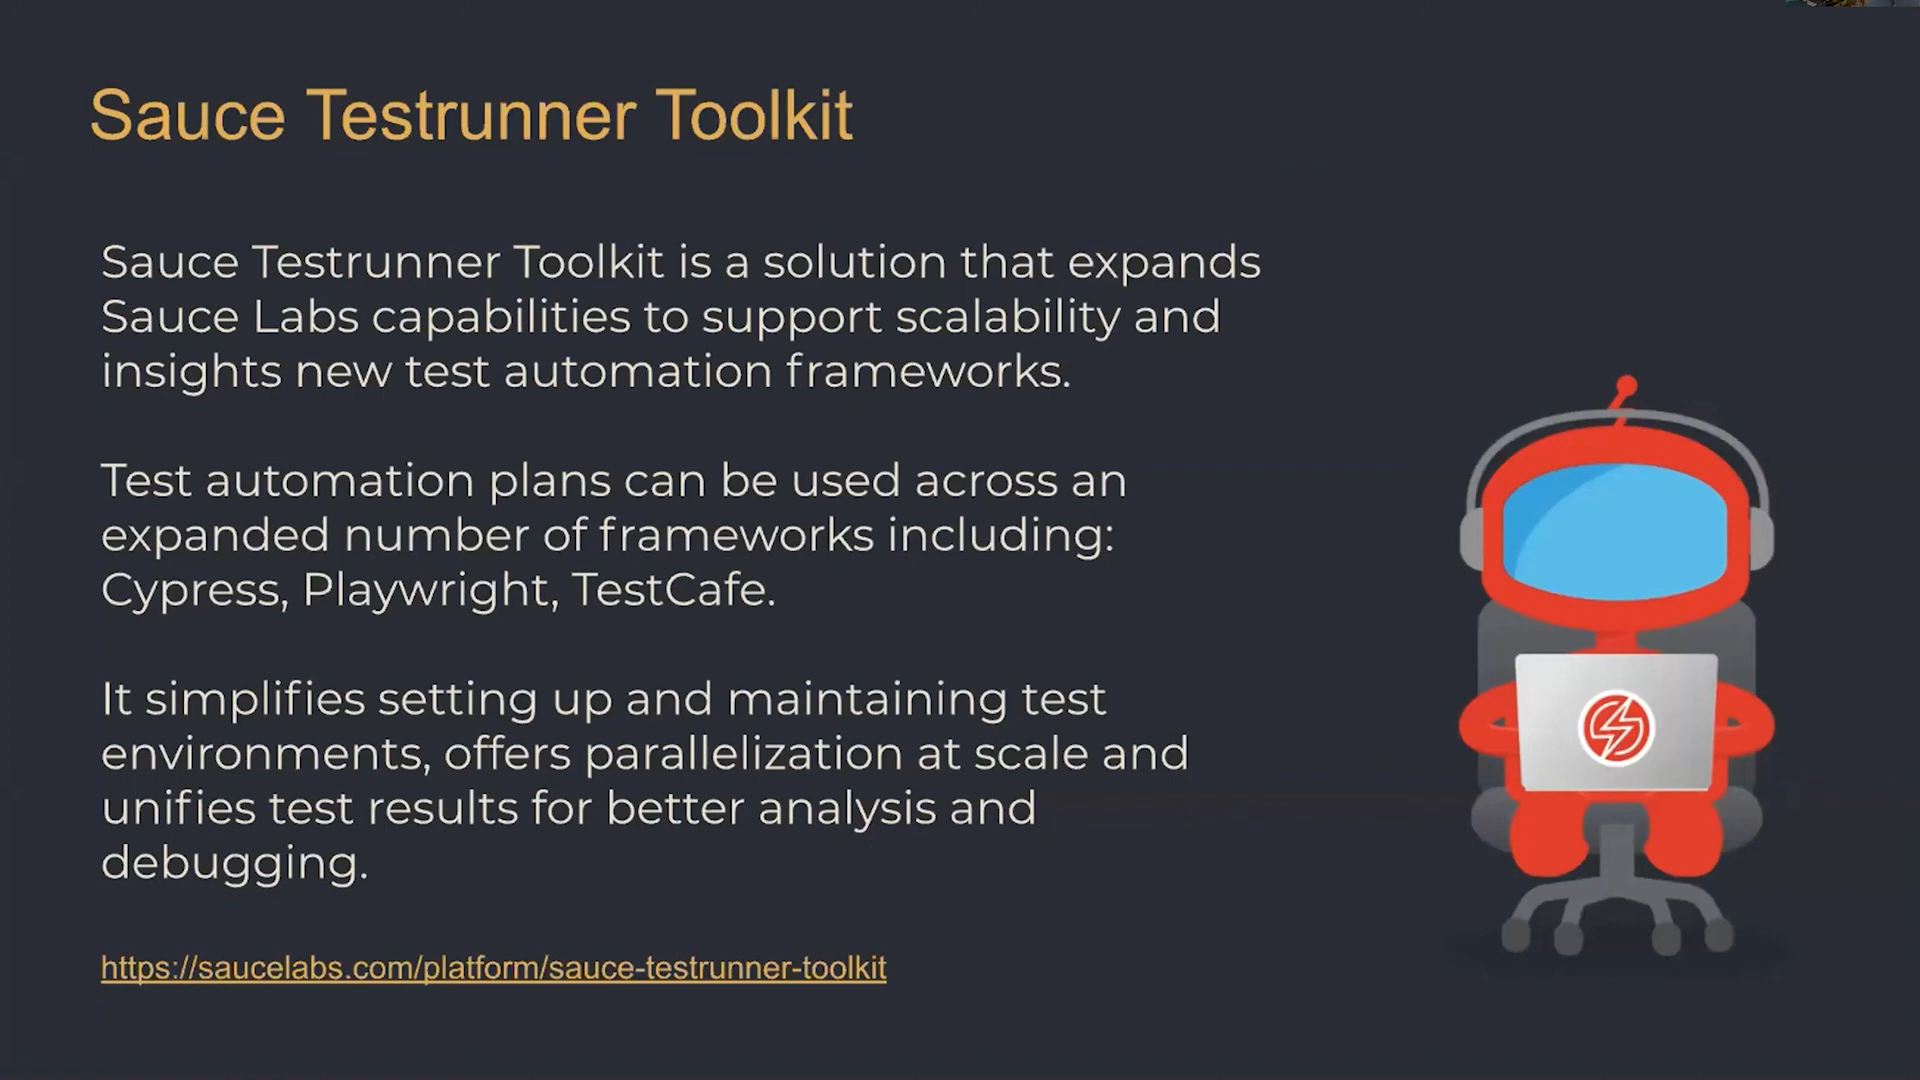 Sauce Testrunner Toolkit
Sauce Testrunner Toolkit is a solution that expands
Sauce Labs capabilities to support scalability and
insights new test automation frameworks.
Test automation plans can be used across an
expanded number of frameworks including:
Cypress, Playwright, TestCafe.
It simplifies setting up and maintaining test
environments, offers parallelization at scale and
unifies test results for better analysis and
debugging.
https://saucelabs.com/platform/sauce-testrunner-toolkit